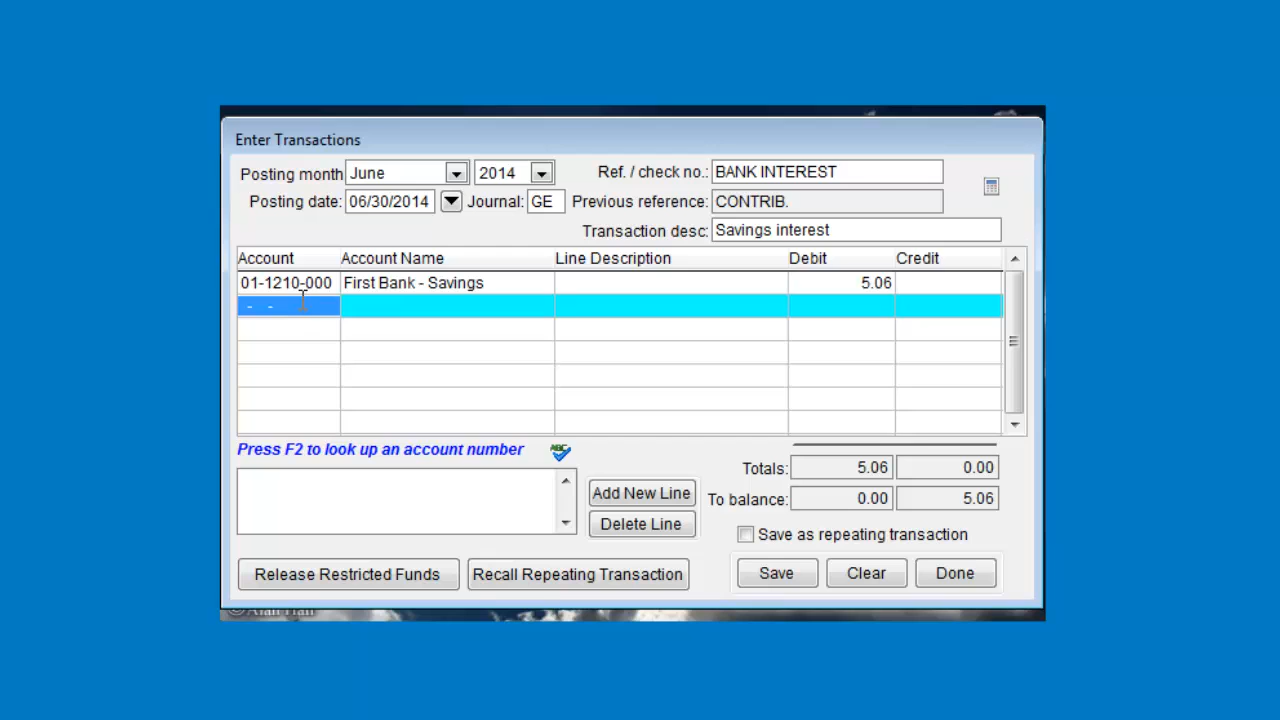 Enter Transactions
Posting month June 2014 Ref. / check no.: BANK INTEREST
Posting date: 06/30/2014 Journal: GE Previous reference: CONTRIB.
Transaction desc: Savings interest
Account Account Name Line Description Debit Credit
01-1210-000 First Bank - Savings 5.06
- -
Press F2 to look up an account number ABC
Totals: 5.06 0.00
Add New Line To balance: 0.00 5.06
Delete Line Save as repeating transaction
Release Restricted Funds Recall Repeating Transaction Save Clear Done
© Alan Hall